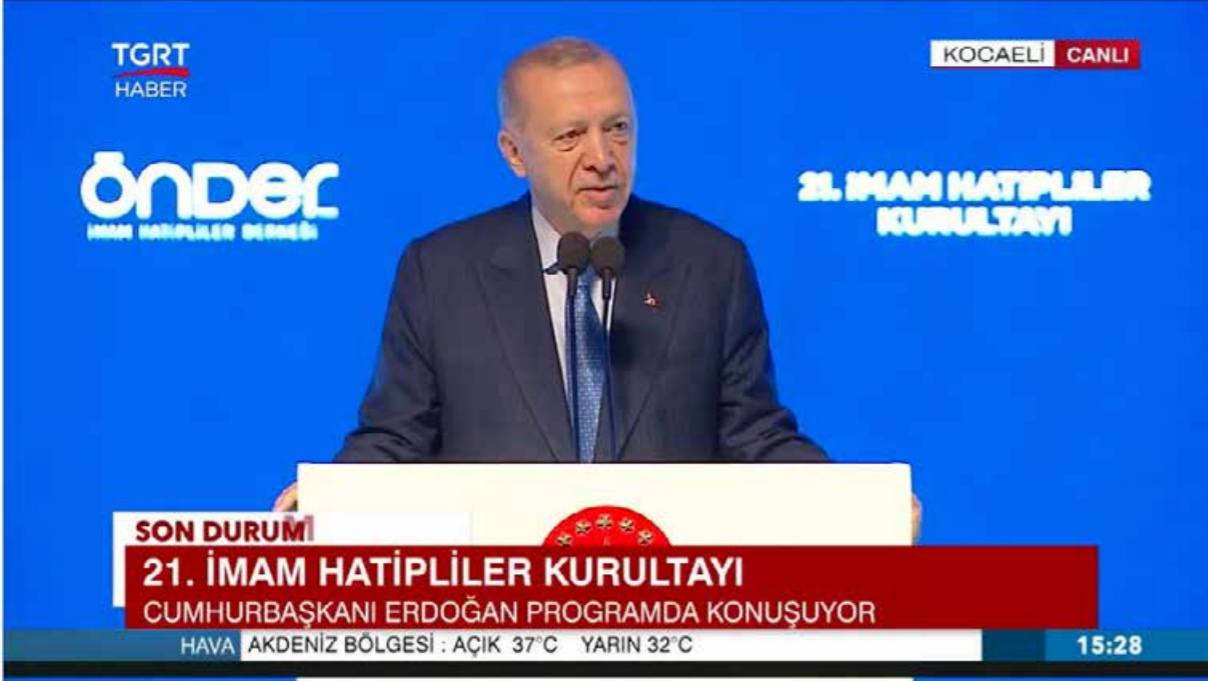 TGRT
HABER
KOCAELİ CANLI
ÖNDER
İMAM HATİPLİLER DERNEĞİ
21. İMAM HATİPLİLER
KURULTAYI
SON DURUM
21. İMAM HATİPLİLER KURULTAYI
CUMHURBAŞKANI ERDOĞAN PROGRAMDA KONUŞUYOR
HAVA AKDENİZ BÖLGESİ : AÇIK 37°C YARIN 32°C
15:28